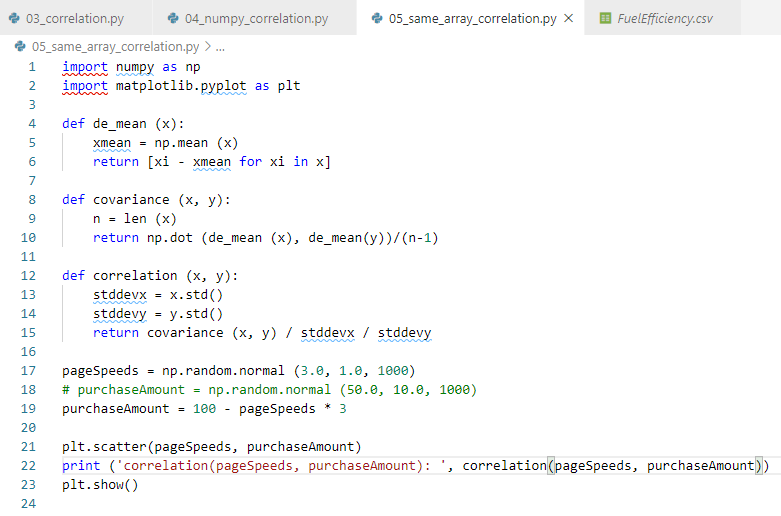 03_correlation.py 04_numpy_correlation.py 05_same_array_correlation.py × FuelEfficiency.csv
05_same_array_correlation.py > ...
1 import numpy as np
2 import matplotlib.pyplot as plt
3
4 def de_mean (x):
5     xmean = np.mean (x)
6     return [xi - xmean for xi in x]
7
8 def covariance (x, y):
9     n = len (x)
10     return np.dot (de_mean (x), de_mean(y))/(n-1)
11
12 def correlation (x, y):
13     stddevx = x.std()
14     stddevy = y.std()
15     return covariance (x, y) / stddevx / stddevy
16
17 pageSpeeds = np.random.normal (3.0, 1.0, 1000)
18 # purchaseAmount = np.random.normal (50.0, 10.0, 1000)
19 purchaseAmount = 100 - pageSpeeds * 3
20
21 plt.scatter(pageSpeeds, purchaseAmount)
22 print ('correlation(pageSpeeds, purchaseAmount): ', correlation(pageSpeeds, purchaseAmount))
23 plt.show()
24